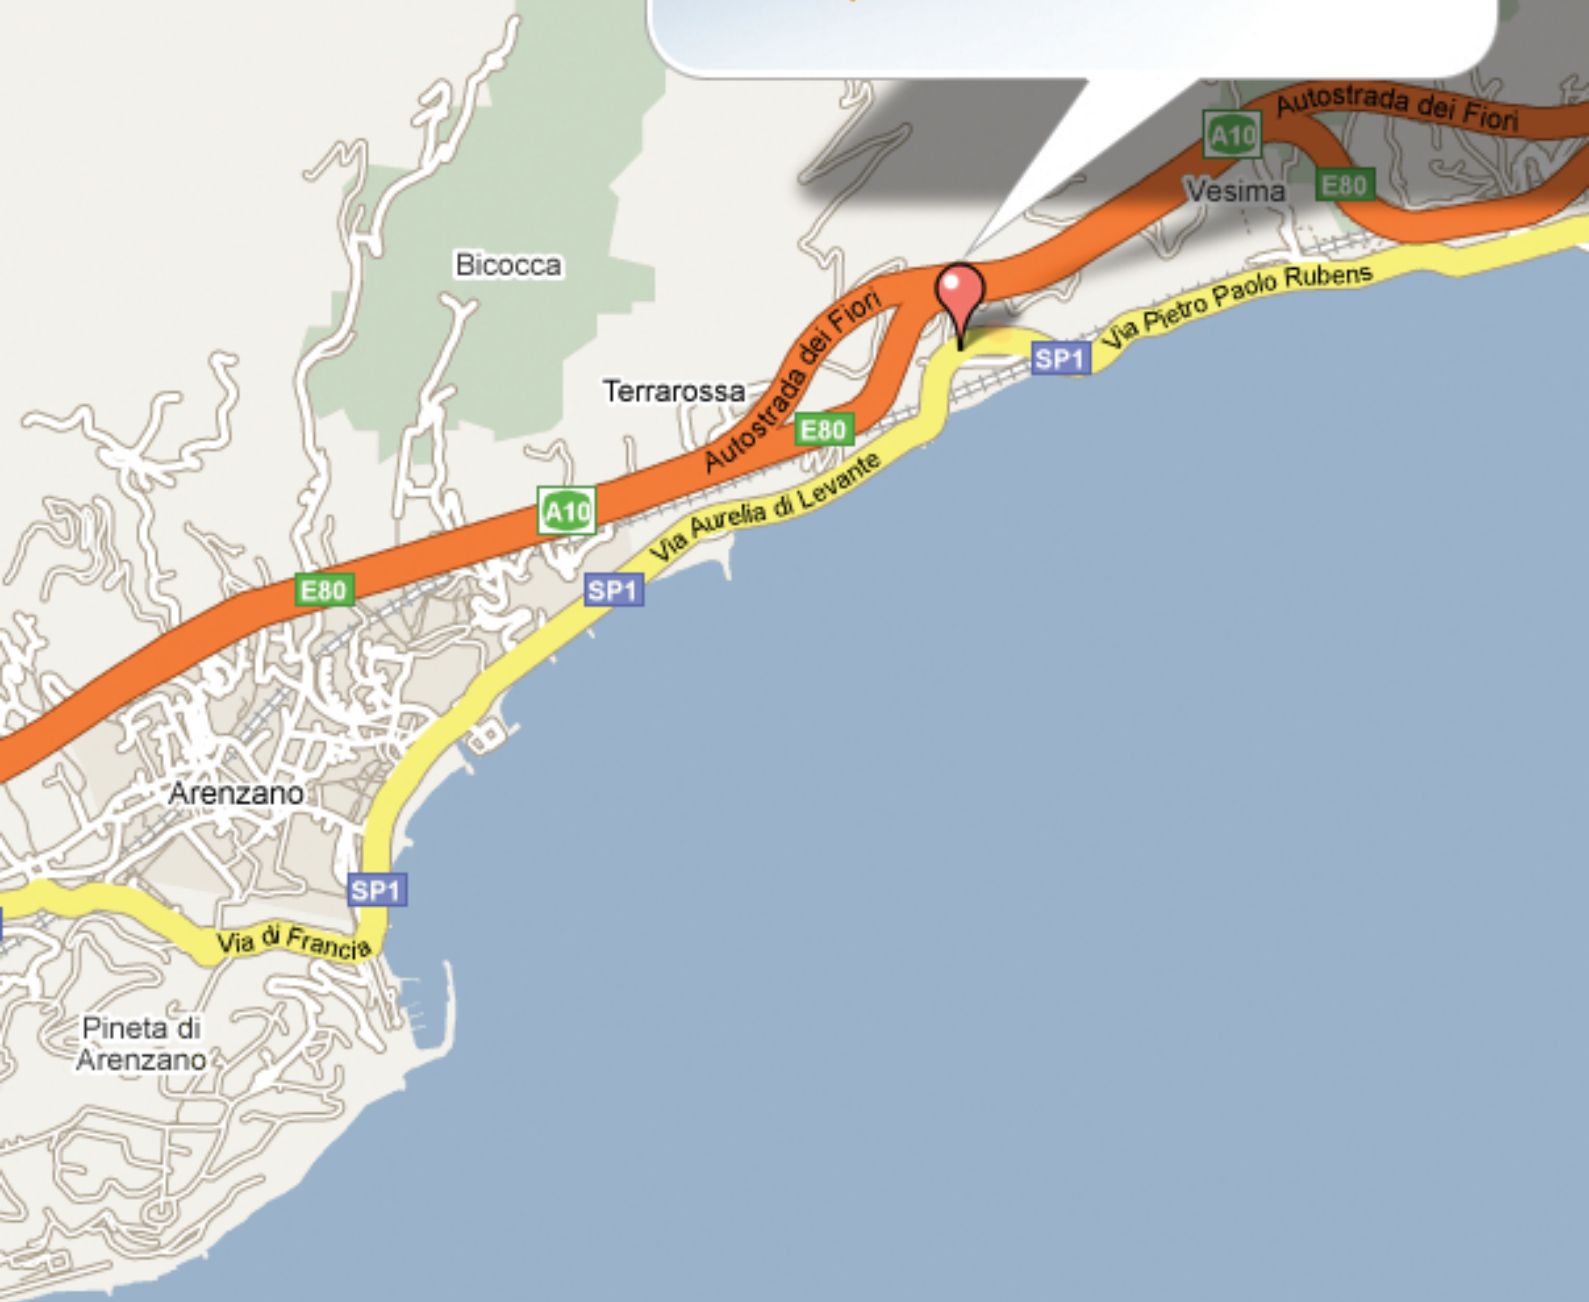 Autostrada dei Fiori
A10
Vesima
E80
Bicocca
Via Pietro Paolo Rubens
Autostrada dei Fiori
SP1
Terrarossa
E80
Via Aurelia di Levante
A10
E80
SP1
Arenzano
SP1
Via di Francia
Pineta di
Arenzano